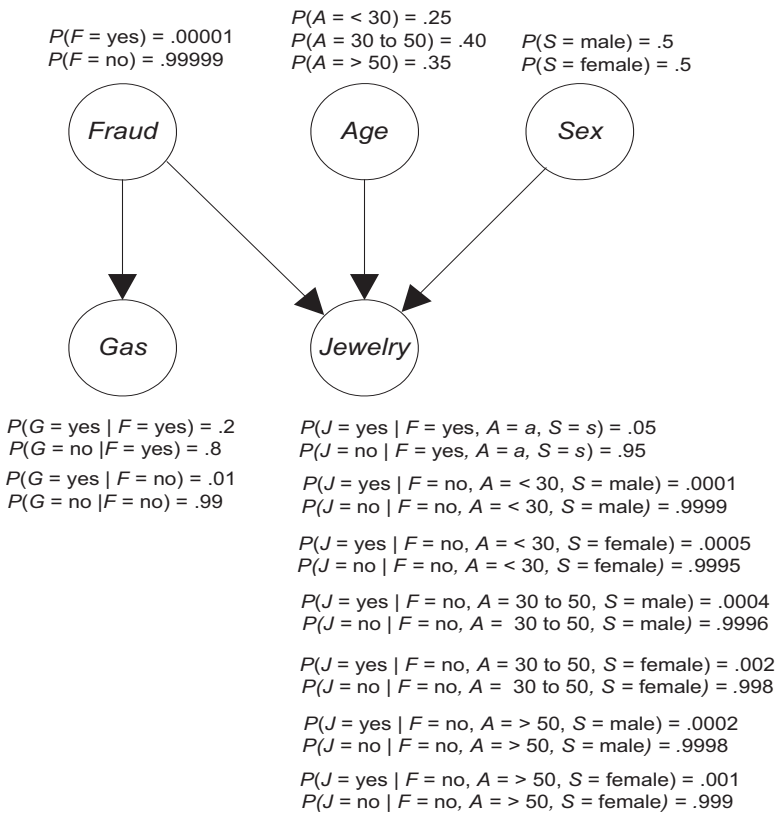 P(F = yes) = .00001
P(F = no) = .99999
P(A = < 30) = .25
P(A = 30 to 50) = .40
P(A = > 50) = .35
P(S = male) = .5
P(S = female) = .5
Fraud
Age
Sex
Gas
Jewelry
P(G = yes | F = yes) = .2
P(G = no |F = yes) = .8
P(G = yes | F = no) = .01
P(G = no |F = no) = .99
P(J = yes | F = yes, A = a, S = s) = .05
P(J = no | F = yes, A = a, S = s) = .95
P(J = yes | F = no, A = < 30, S = male) = .0001
P(J = no | F = no, A = < 30, S = male) = .9999
P(J = yes | F = no, A = < 30, S = female) = .0005
P(J = no | F = no, A = < 30, S = female) = .9995
P(J = yes | F = no, A = 30 to 50, S = male) = .0004
P(J = no | F = no, A = 30 to 50, S = male) = .9996
P(J = yes | F = no, A = 30 to 50, S = female) = .002
P(J = no | F = no, A = 30 to 50, S = female) = .998
P(J = yes | F = no, A = > 50, S = male) = .0002
P(J = no | F = no, A = > 50, S = male) = .9998
P(J = yes | F = no, A = > 50, S = female) = .001
P(J = no | F = no, A = > 50, S = female) = .999